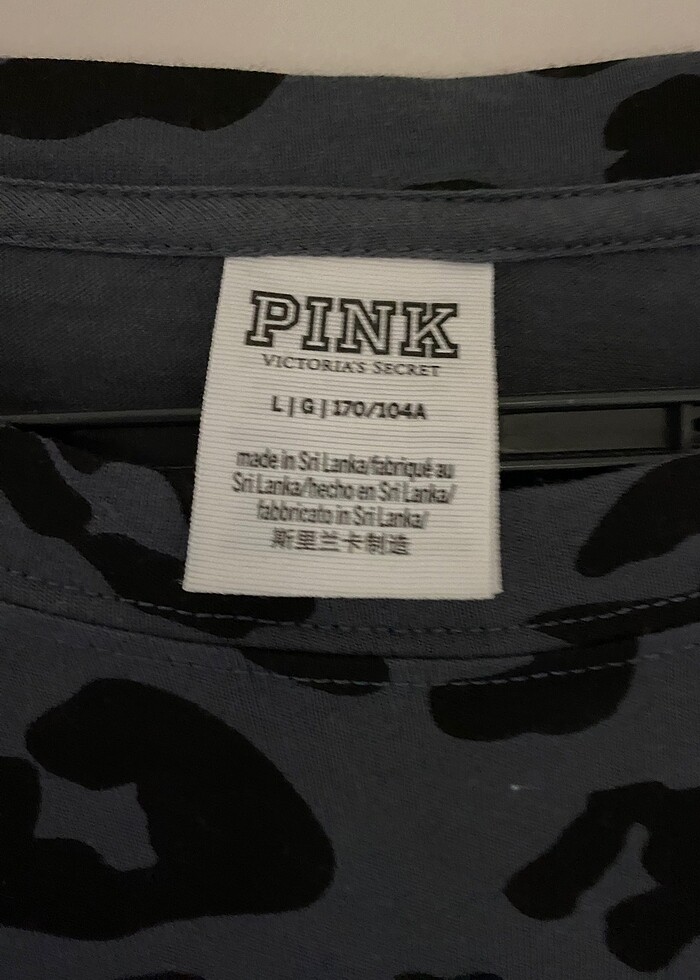 PINK
VICTORIA'S SECRET
L | G | 170/104A
made in Sri Lanka/fabriqué au
Sri Lanka/hecho en Sri Lanka/
fabbricato in Sri Lanka/
斯里兰卡制造